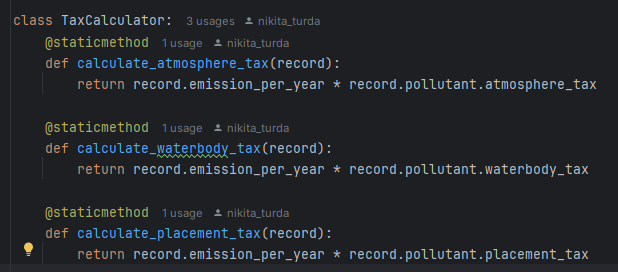 class TaxCalculator: 3 usages nikita_turda
@staticmethod 1 usage nikita_turda
def calculate_atmosphere_tax(record):
return record.emission_per_year * record.pollutant.atmosphere_tax
@staticmethod 1 usage nikita_turda
def calculate_waterbody_tax(record):
return record.emission_per_year * record.pollutant.waterbody_tax
@staticmethod 1 usage nikita_turda
def calculate_placement_tax(record):
return record.emission_per_year * record.pollutant.placement_tax